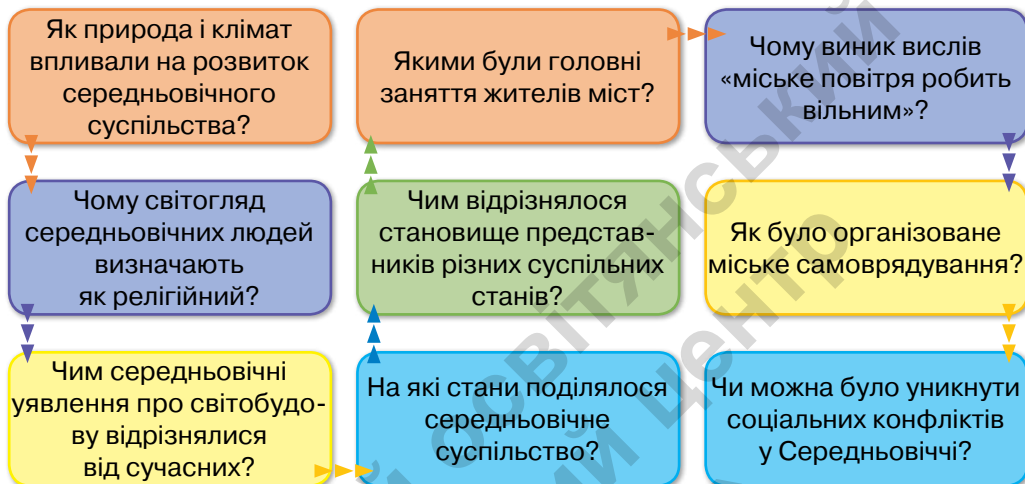 Як природа і клімат
впливали на розвиток
середньовічного
суспільства?
Чому світогляд
середньовічних людей
визначають
як релігійний?
Чим середньовічні
уявлення про світобудо-
ву відрізнялися
від сучасних?
На які стани поділялося
середньовічне
суспільство?
Чим відрізнялося
становище представ-
ників різних суспільних
станів?
Якими були головні
заняття жителів міст?
Чому виник вислів
«міське повітря робить
вільним»?
Як було організоване
міське самоврядування?
Чи можна було уникнути
соціальних конфліктів
у Середньовіччі?
освітянський
центр